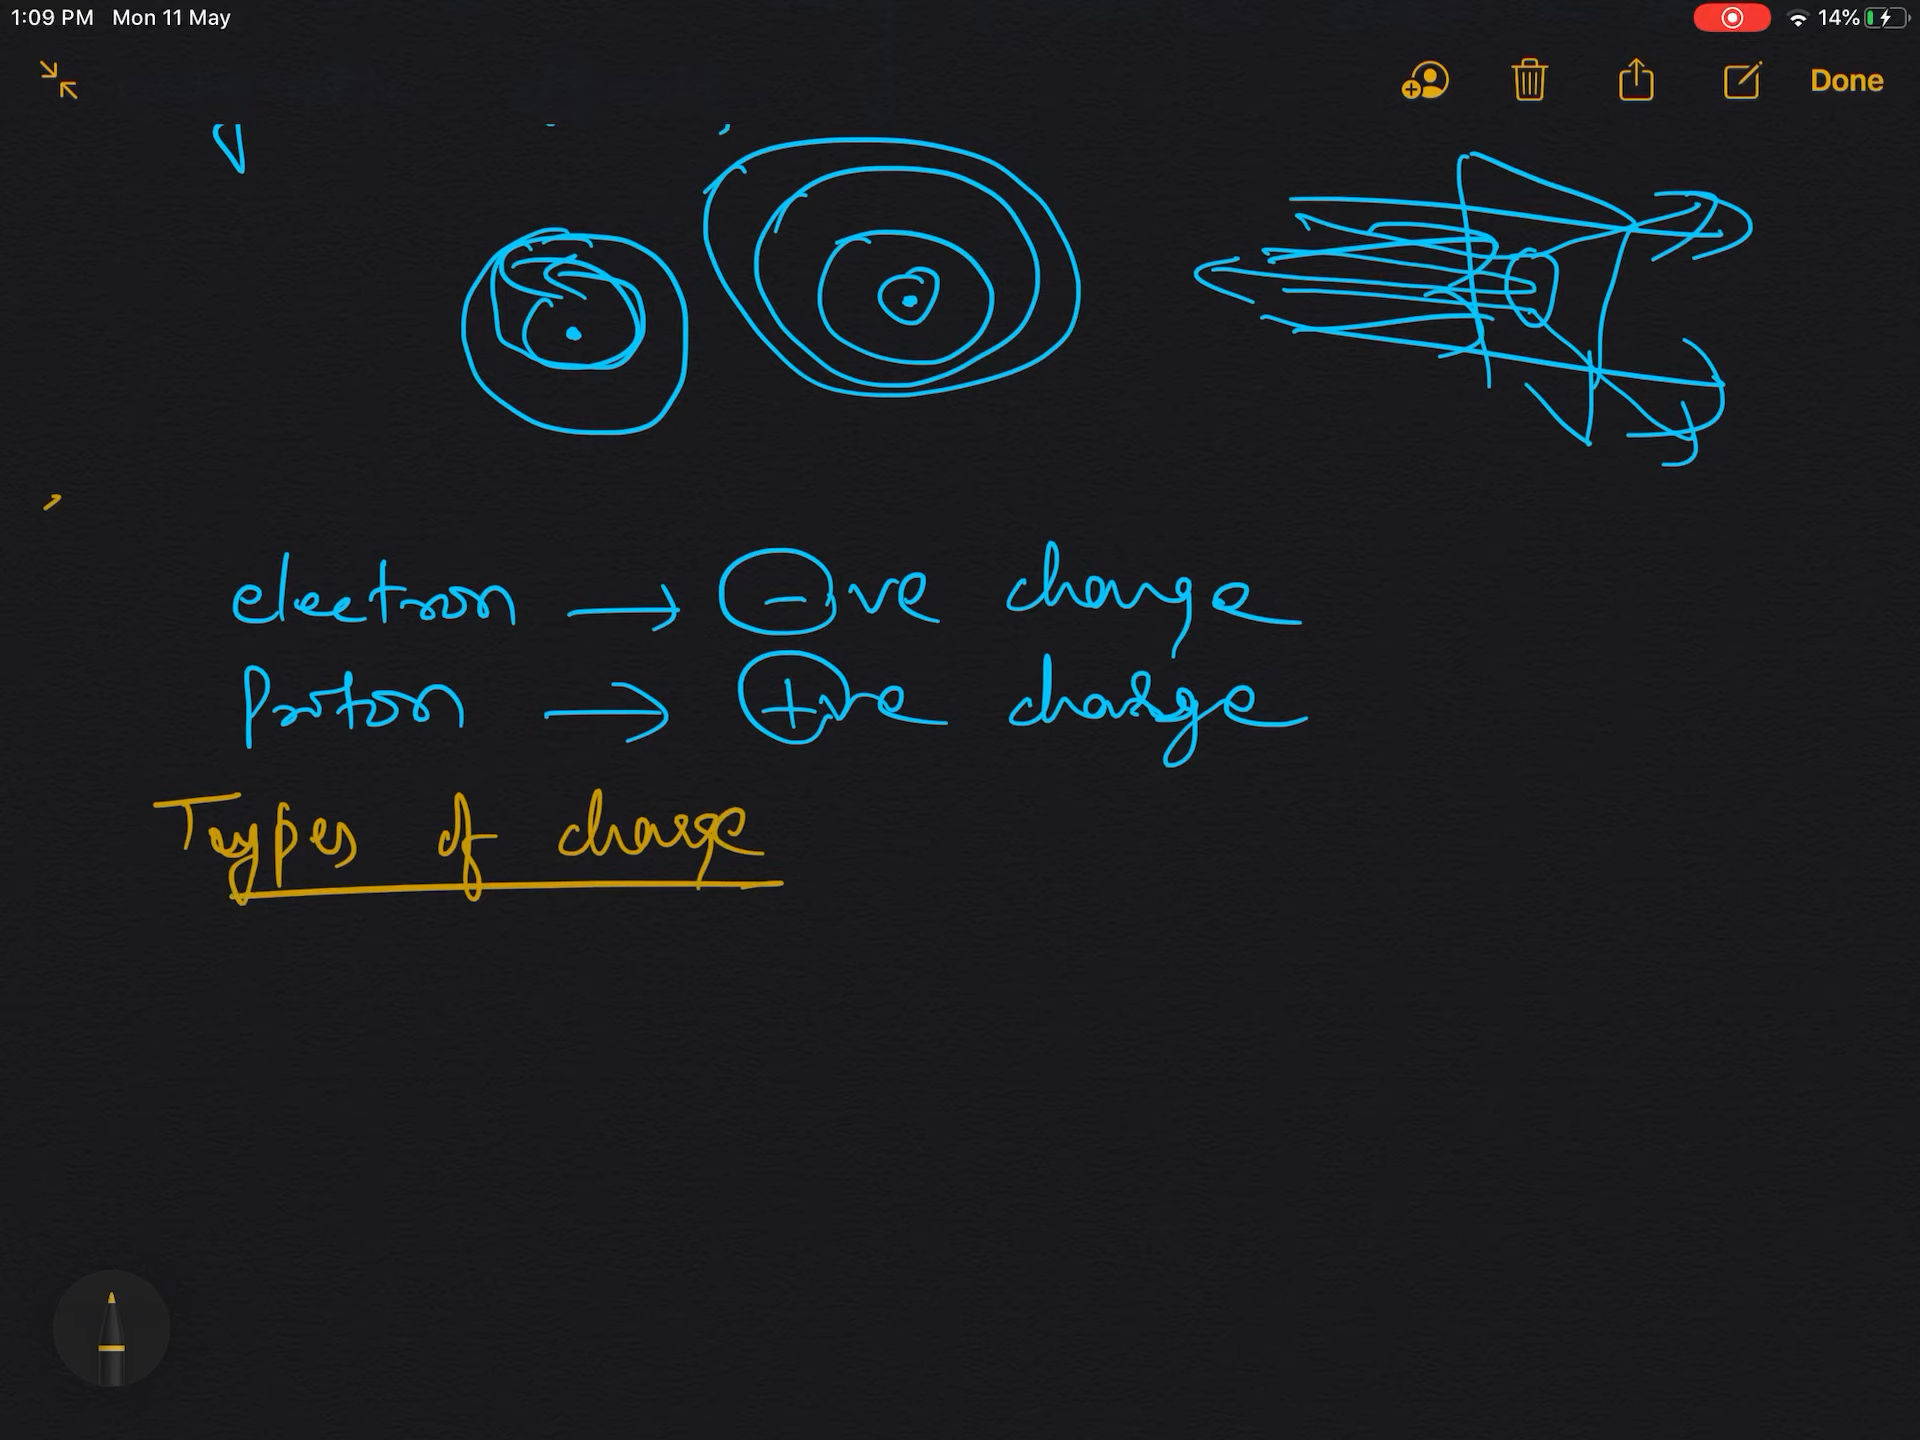 1:09 PM Mon 11 May 14%
Done
electron → -ve charge
Proton → +ve charge
Types of charge